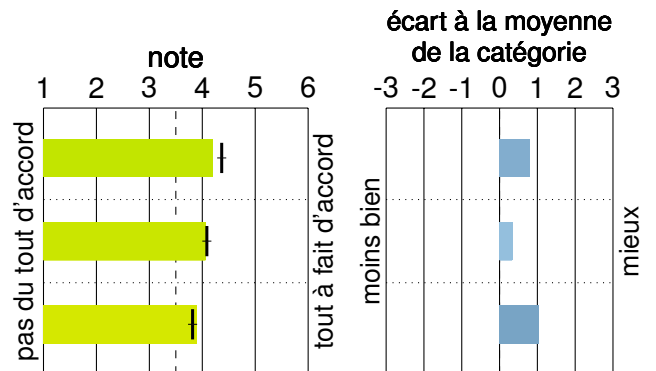 note
1 2 3 4 5 6
pas du tout d'accord
tout à fait d'accord
écart à la moyenne
de la catégorie
-3 -2 -1 0 1 2 3
moins bien
mieux